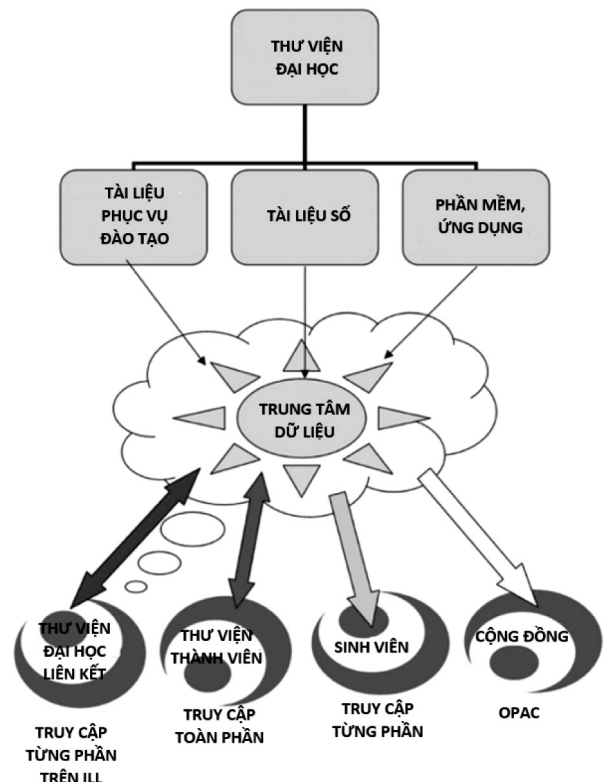 THƯ VIỆN
ĐẠI HỌC
TÀI LIỆU
PHỤC VỤ
ĐÀO TẠO
TÀI LIỆU SỐ
PHẦN MỀM,
ỨNG DỤNG
TRUNG TÂM
DỮ LIỆU
THƯ VIỆN
ĐẠI HỌC
LIÊN KẾT
THƯ VIỆN
THÀNH VIÊN
SINH VIÊN
CỘNG ĐỒNG
TRUY CẬP
TỪNG PHẦN
TRÊN ILL
TRUY CẬP
TOÀN PHẦN
TRUY CẬP
TỪNG PHẦN
OPAC